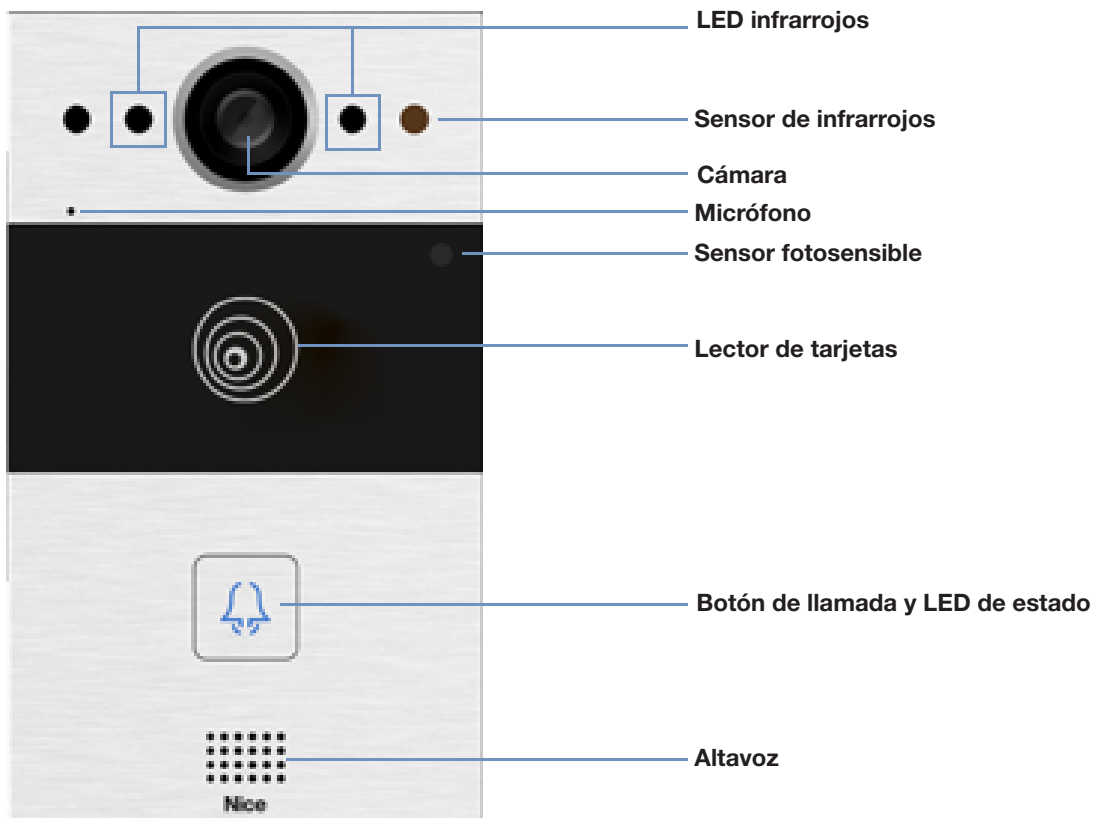 LED infrarrojos
Sensor de infrarrojos
Cámara
Micrófono
Sensor fotosensible
Lector de tarjetas
Botón de llamada y LED de estado
Altavoz
Nice